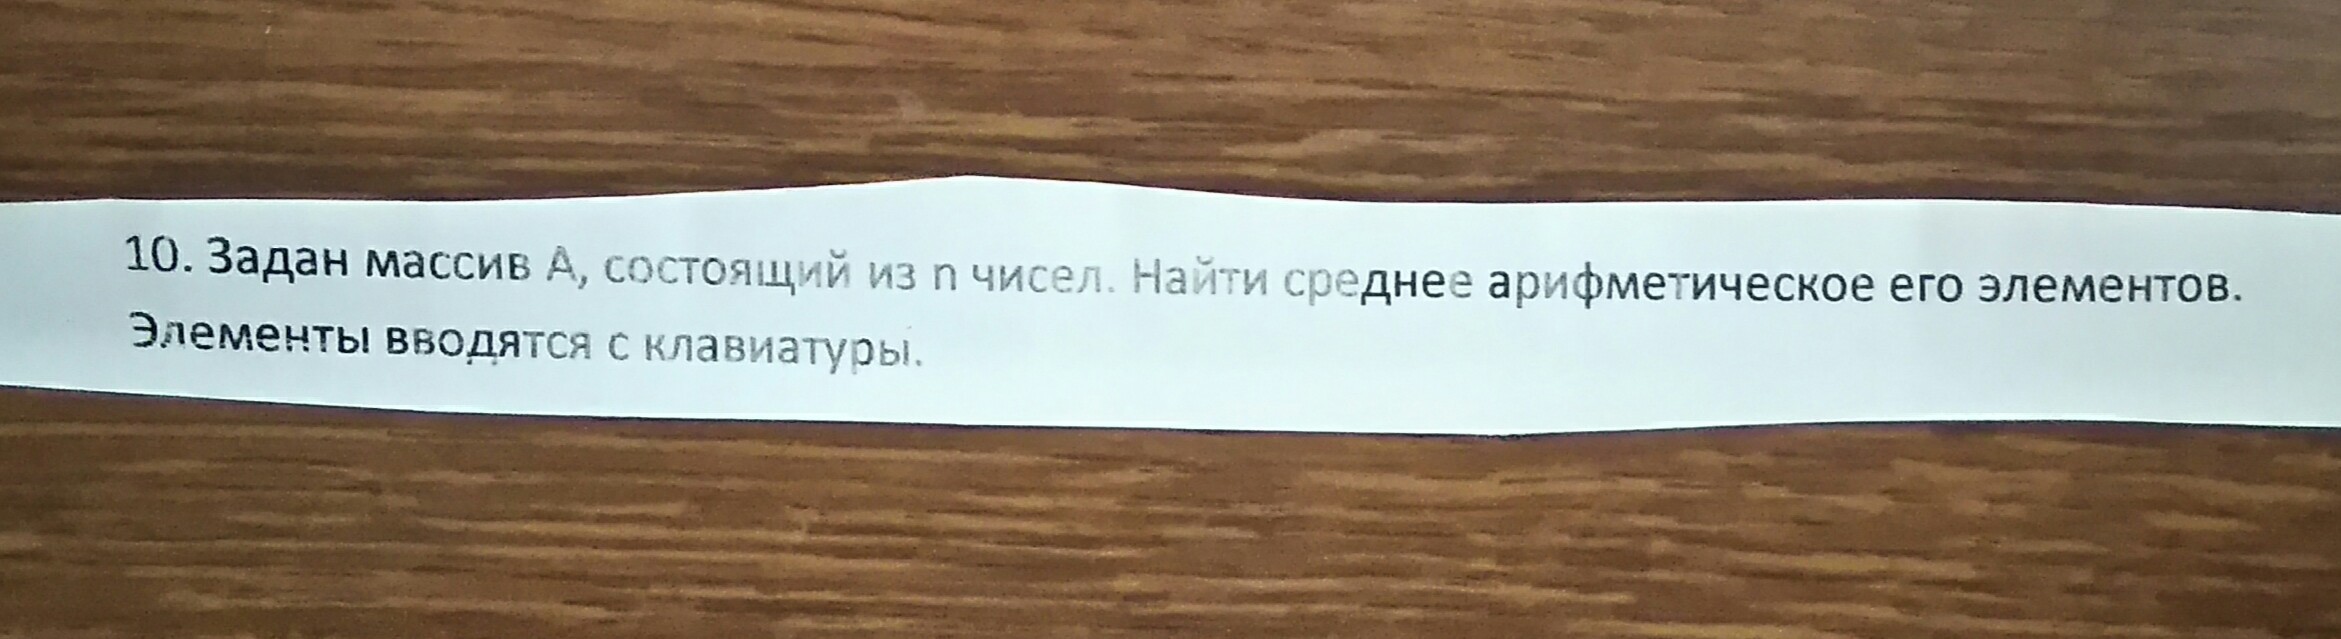 10. Задан массив А, состоящий из n чисел. Найти среднее арифметическое его элементов.
Элементы вводятся с клавиатуры.